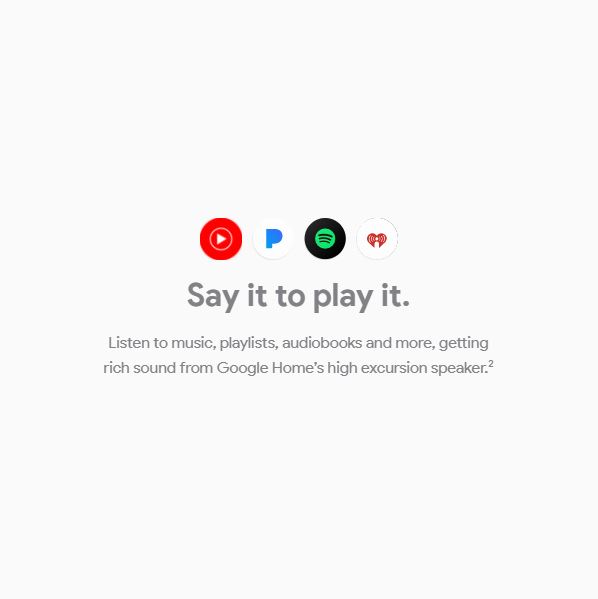 Say it to play it.
Listen to music, playlists, audiobooks and more, getting
rich sound from Google Home’s high excursion speaker.²